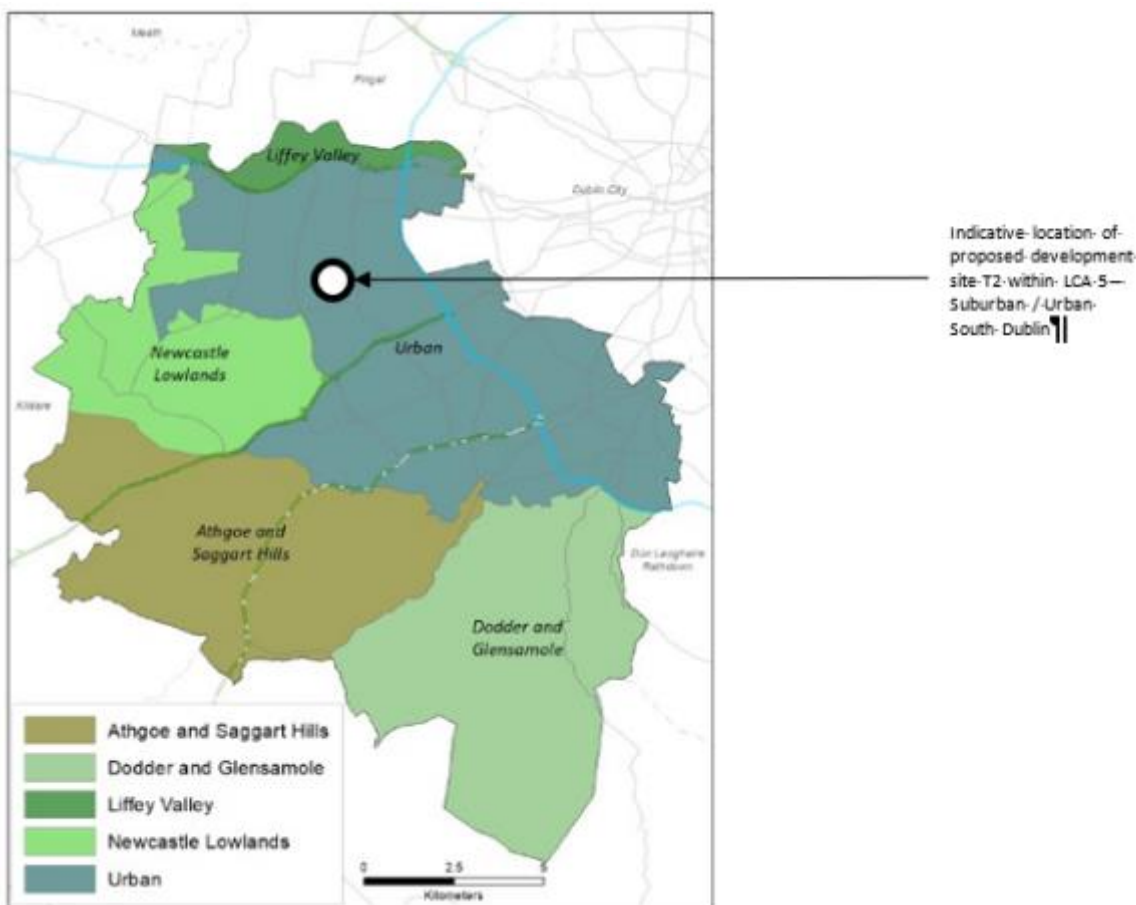 Meath
Fingal
Liffey Valley
Dublin City
Indicative location of
proposed development
site T2 within LCA 5—
Suburban / Urban
South Dublin¶
Urban
Newcastle
Lowlands
Kildare
Athgoe and
Saggart Hills
Dun Laoghaire
Rathdown
Dodder and
Glensamole
Athgoe and Saggart Hills
Dodder and Glensamole
Liffey Valley
Newcastle Lowlands
Urban
0 2.5 5
Kilometers